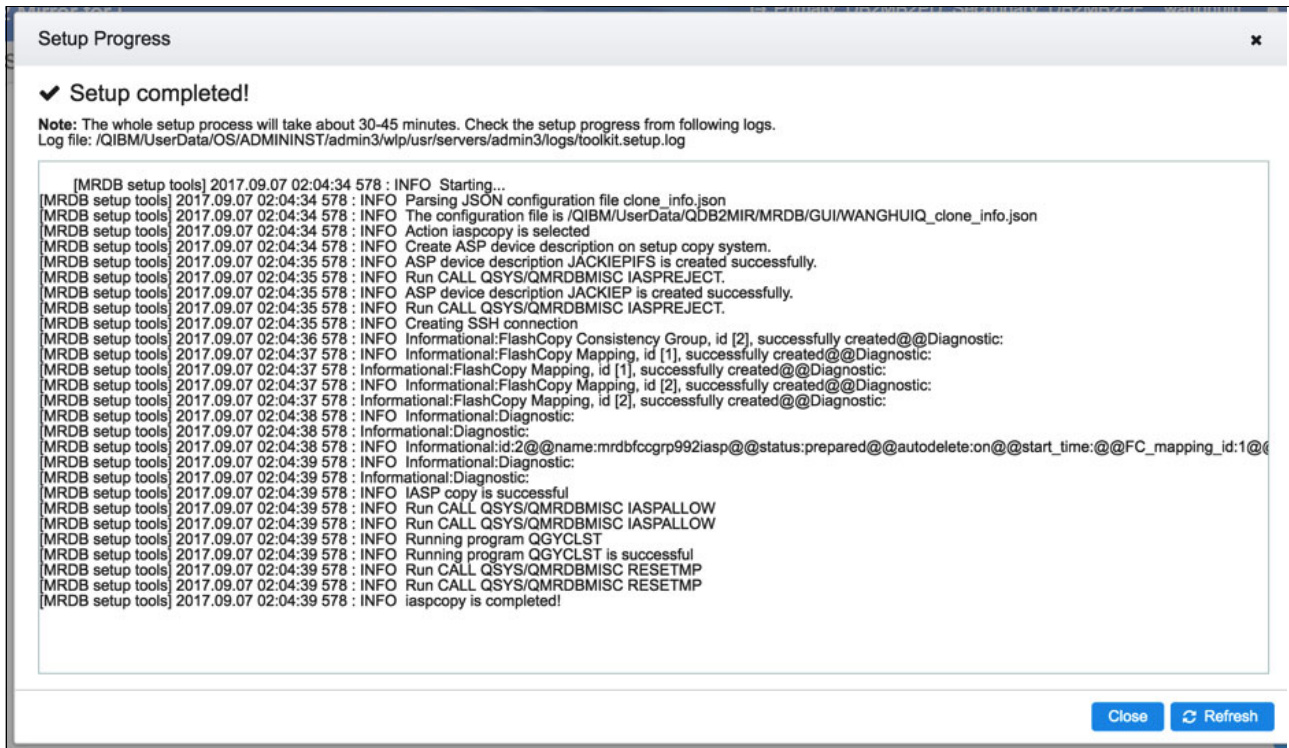 Setup Progress
Setup completed!
Note: The whole setup process will take about 30-45 minutes. Check the setup progress from following logs.
Log file: /QIBM/UserData/OS/ADMININST/admin3/wlp/usr/servers/admin3/logs/toolkit.setup.log
[MRDB setup tools] 2017.09.07 02:04:34 578 : INFO Starting...
[MRDB setup tools] 2017.09.07 02:04:34 578 : INFO Parsing JSON configuration file clone_info.json
[MRDB setup tools] 2017.09.07 02:04:34 578 : INFO The configuration file is /QIBM/UserData/QDB2MIR/MRDB/GUI/WANGHUIQ_clone_info.json
[MRDB setup tools] 2017.09.07 02:04:34 578 : INFO Action iaspcopy is selected
[MRDB setup tools] 2017.09.07 02:04:34 578 : INFO Create ASP device description on setup copy system.
[MRDB setup tools] 2017.09.07 02:04:35 578 : INFO ASP device description JACKIEPIFS is created successfully.
[MRDB setup tools] 2017.09.07 02:04:35 578 : INFO Run CALL QSYS/QMRDBMISC IASPREJECT.
[MRDB setup tools] 2017.09.07 02:04:35 578 : INFO ASP device description JACKIEP is created successfully.
[MRDB setup tools] 2017.09.07 02:04:35 578 : INFO Run CALL QSYS/QMRDBMISC IASPREJECT.
[MRDB setup tools] 2017.09.07 02:04:35 578 : INFO Creating SSH connection
[MRDB setup tools] 2017.09.07 02:04:36 578 : INFO Informational:FlashCopy Consistency Group, id [2], successfully created@@Diagnostic:
[MRDB setup tools] 2017.09.07 02:04:37 578 : INFO Informational:FlashCopy Mapping, id [1], successfully created@@Diagnostic:
[MRDB setup tools] 2017.09.07 02:04:37 578 : Informational:FlashCopy Mapping, id [1], successfully created@@Diagnostic:
[MRDB setup tools] 2017.09.07 02:04:37 578 : INFO Informational:FlashCopy Mapping, id [2], successfully created@@Diagnostic:
[MRDB setup tools] 2017.09.07 02:04:37 578 : Informational:FlashCopy Mapping, id [2], successfully created@@Diagnostic:
[MRDB setup tools] 2017.09.07 02:04:38 578 : INFO Informational:Diagnostic:
[MRDB setup tools] 2017.09.07 02:04:38 578 : Informational:Diagnostic:
[MRDB setup tools] 2017.09.07 02:04:38 578 : INFO Informational:id:2@@name:mrdbfccgrp992iasp@@status:prepared@@autodelete:on@@start_time:@@FC_mapping_id:1@@
[MRDB setup tools] 2017.09.07 02:04:39 578 : INFO Informational:Diagnostic:
[MRDB setup tools] 2017.09.07 02:04:39 578 : Informational:Diagnostic:
[MRDB setup tools] 2017.09.07 02:04:39 578 : INFO IASP copy is successful
[MRDB setup tools] 2017.09.07 02:04:39 578 : INFO Run CALL QSYS/QMRDBMISC IASPALLOW
[MRDB setup tools] 2017.09.07 02:04:39 578 : INFO Run CALL QSYS/QMRDBMISC IASPALLOW
[MRDB setup tools] 2017.09.07 02:04:39 578 : INFO Running program QGYCLST
[MRDB setup tools] 2017.09.07 02:04:39 578 : INFO Running program QGYCLST is successful
[MRDB setup tools] 2017.09.07 02:04:39 578 : INFO Run CALL QSYS/QMRDBMISC RESETMP
[MRDB setup tools] 2017.09.07 02:04:39 578 : INFO Run CALL QSYS/QMRDBMISC RESETMP
[MRDB setup tools] 2017.09.07 02:04:39 578 : INFO iaspcopy is completed!
Close Refresh